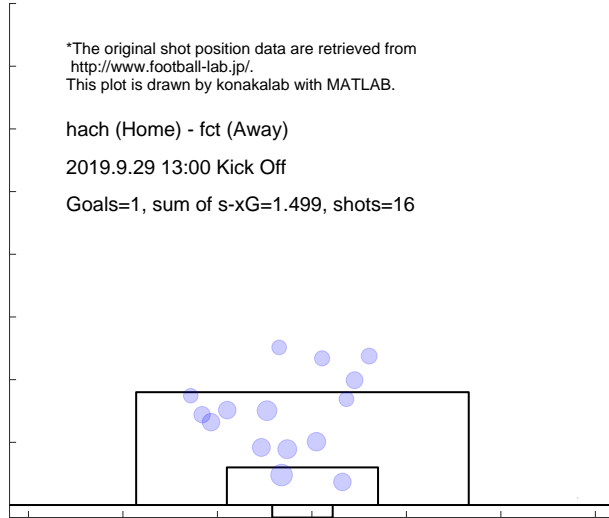 *The original shot position data are retrieved from
http://www.football-lab.jp/.
This plot is drawn by konakalab with MATLAB.
hach (Home) - fct (Away)
2019.9.29 13:00 Kick Off
Goals=1, sum of s-xG=1.499, shots=16